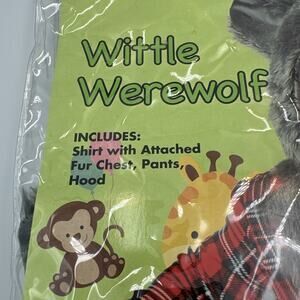 Wittle
Werewolf
INCLUDES:
Shirt with Attached
Fur Chest, Pants,
Hood